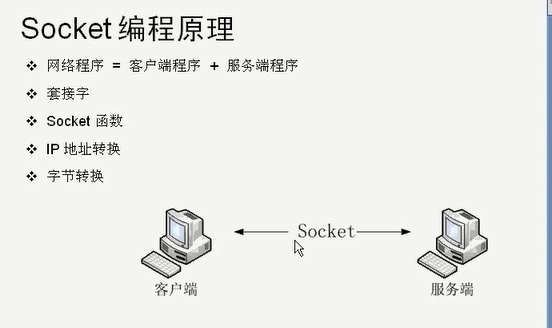 Socket 编程原理
网络程序 = 客户端程序 + 服务端程序
套接字
Socket 函数
IP 地址转换
字节转换
Socket
客户端
服务端